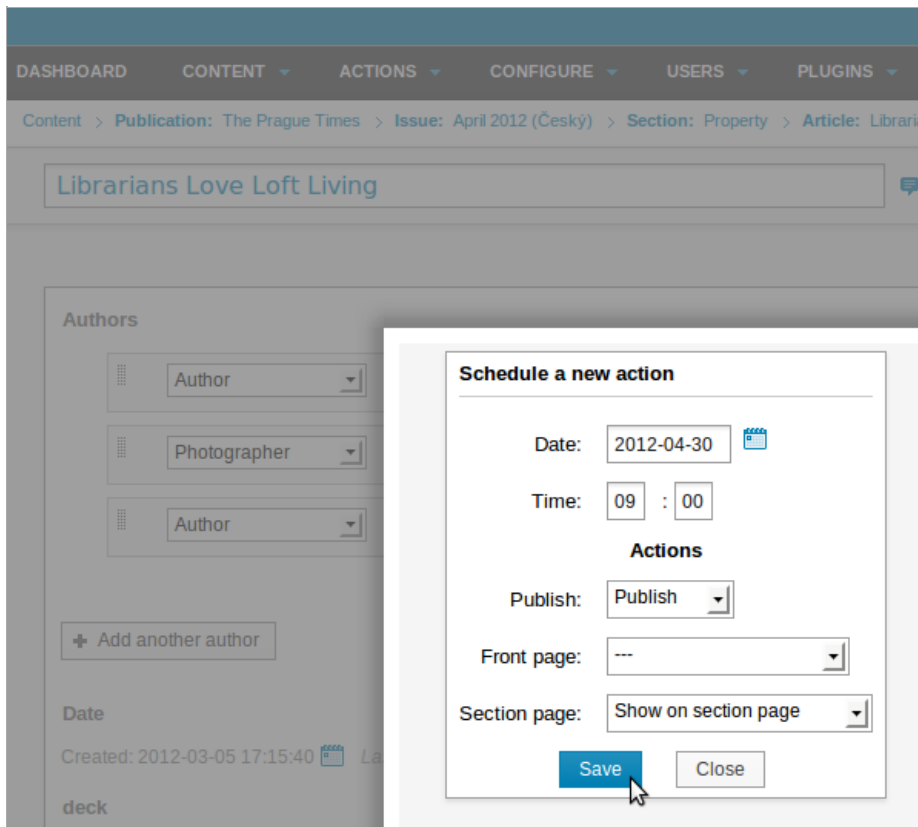 DASHBOARD CONTENT ACTIONS CONFIGURE USERS PLUGINS
Content > Publication: The Prague Times > Issue: April 2012 (Český) > Section: Property > Article: Librari
Librarians Love Loft Living
Authors
Author
Photographer
Author
Add another author
Date
Created: 2012-03-05 17:15:40 La
deck
Schedule a new action
Date: 2012-04-30
Time: 09 : 00
Actions
Publish: Publish
Front page: ---
Section page: Show on section page
Save Close